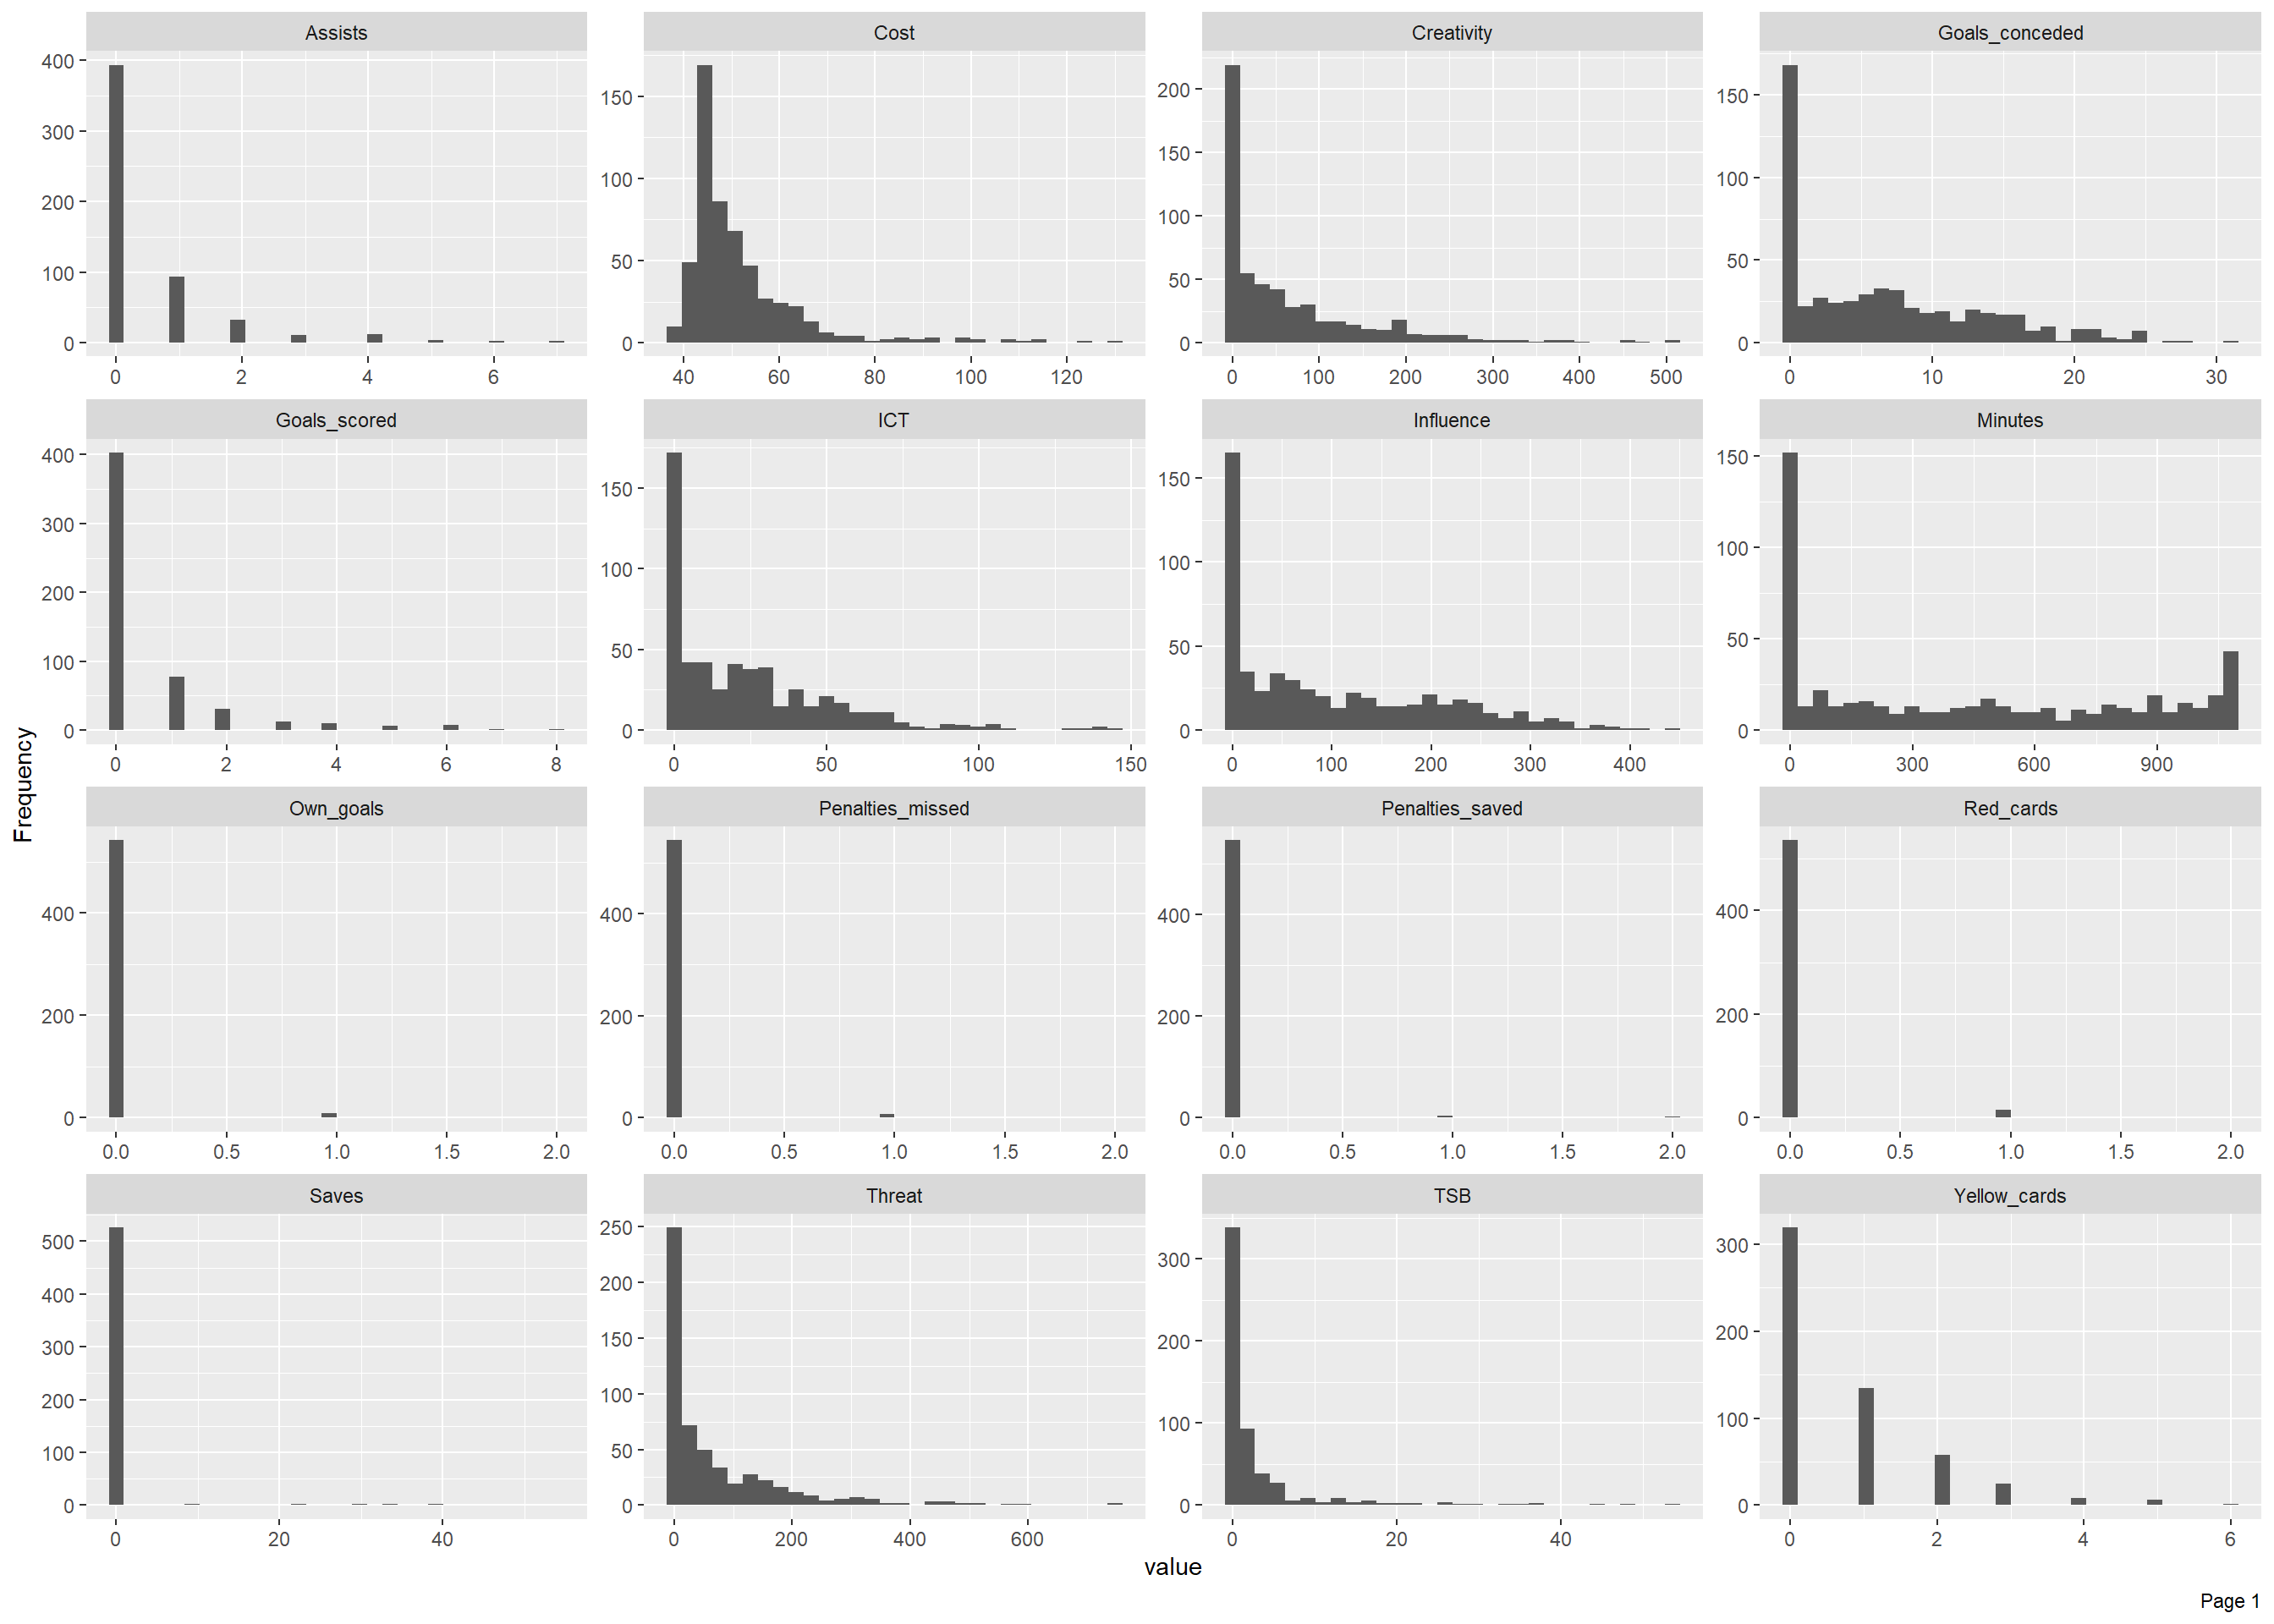 Assists Cost Creativity Goals_conceded
400 300 200 100 0
150 100 50 0
200 150 100 50 0
150 100 50 0
0 2 4 6
40 60 80 100 120
0 100 200 300 400 500
0 10 20 30
Goals_scored ICT Influence Minutes
400 300 200 100 0
150 100 50 0
150 100 50 0
150 100 50 0
0 2 4 6 8
0 50 100 150
0 100 200 300 400
0 300 600 900
Frequency
Own_goals Penalties_missed Penalties_saved Red_cards
400 200 0
400 200 0
400 200 0
400 200 0
0.0 0.5 1.0 1.5 2.0
0.0 0.5 1.0 1.5 2.0
0.0 0.5 1.0 1.5 2.0
0.0 0.5 1.0 1.5 2.0
Saves Threat TSB Yellow_cards
500 400 300 200 100 0
250 200 150 100 50 0
300 200 100 0
300 200 100 0
0 20 40
0 200 400 600
0 20 40
0 2 4 6
value
Page 1